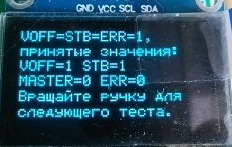 GND VCC SCL SDA
VOFF=STB=ERR=1,
принятые значения:
VOFF=1 STB=1
MASTER=0 ERR=0
Вращайте ручку для
следующего теста.